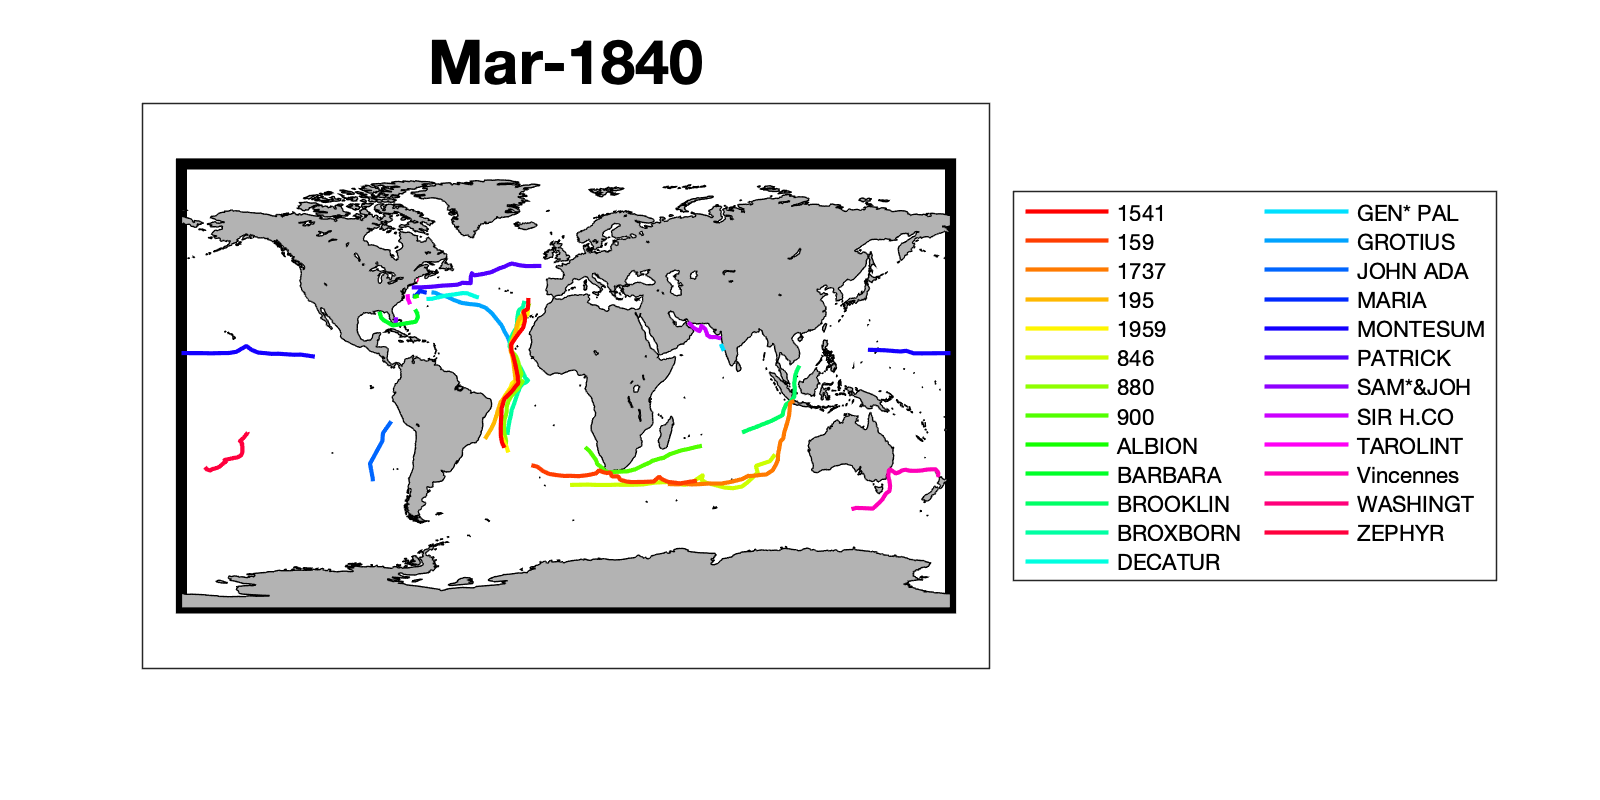 Mar-1840
1541
159
1737
195
1959
846
880
900
ALBION
BARBARA
BROOKLIN
BROXBORN
DECATUR
GEN* PAL
GROTIUS
JOHN ADA
MARIA
MONTESUM
PATRICK
SAM*&JOH
SIR H.CO
TAROLINT
Vincennes
WASHINGT
ZEPHYR